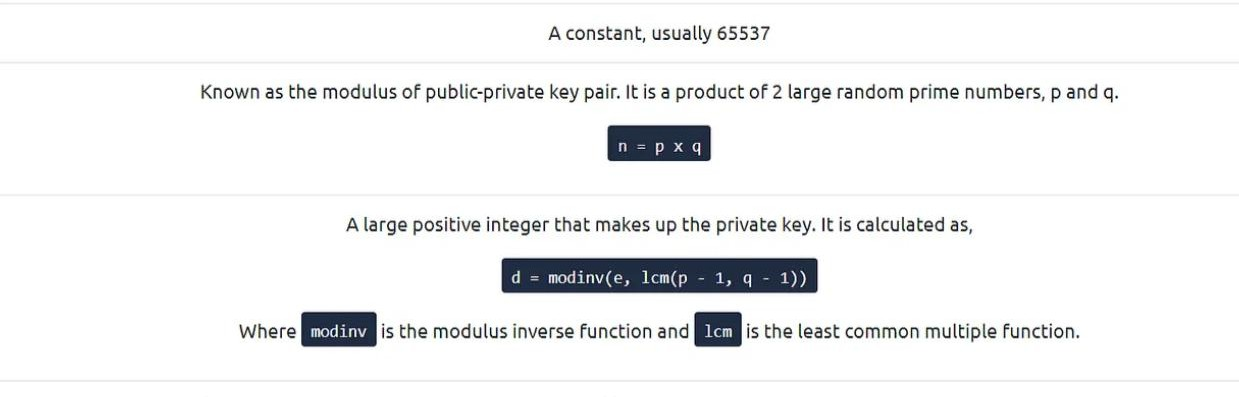 A constant, usually 65537
Known as the modulus of public-private key pair. It is a product of 2 large random prime numbers, p and q.
n = p x q
A large positive integer that makes up the private key. It is calculated as,
d = modinv(e, lcm(p - 1, q - 1))
Where modinv is the modulus inverse function and lcm is the least common multiple function.